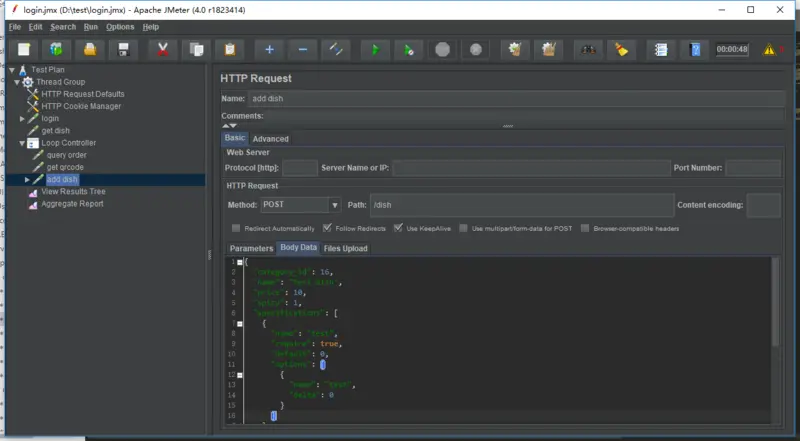 login.jmx (D:\test\login.jmx) - Apache JMeter (4.0 r1823414)
File Edit Search Run Options Help
00:00:48
Test Plan
Thread Group
HTTP Request Defaults
HTTP Cookie Manager
login
get dish
Loop Controller
query order
get qrcode
add dish
View Results Tree
Aggregate Report
HTTP Request
Name: add dish
Comments:
Basic Advanced
Web Server
Protocol [http]: Server Name or IP: Port Number:
HTTP Request
Method: POST Path: /dish Content encoding:
Redirect Automatically Follow Redirects Use KeepAlive Use multipart/form-data for POST Browser-compatible headers
Parameters Body Data Files Upload
1 {
2 "category_id": 16,
3 "name": "Test Dish",
4 "price": 10,
5 "spicy": 1,
6 "specifications": [
7 {
8 "name": "test",
9 "require": true,
10 "default": 0,
11 "options": [
12 {
13 "name": "test",
14 "delta": 0
15 }
16 ]